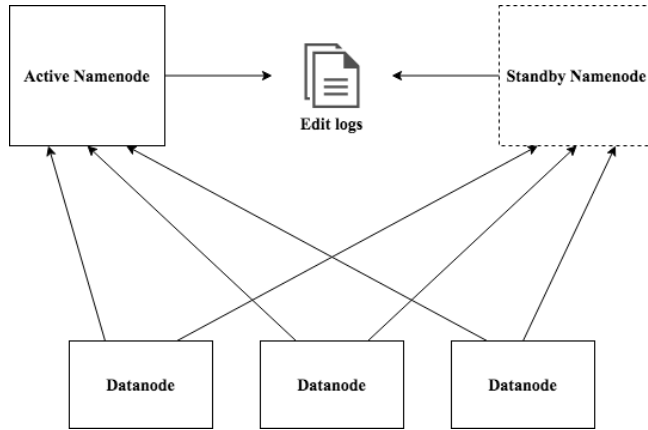 Active Namenode
Edit logs
Standby Namenode
Datanode
Datanode
Datanode